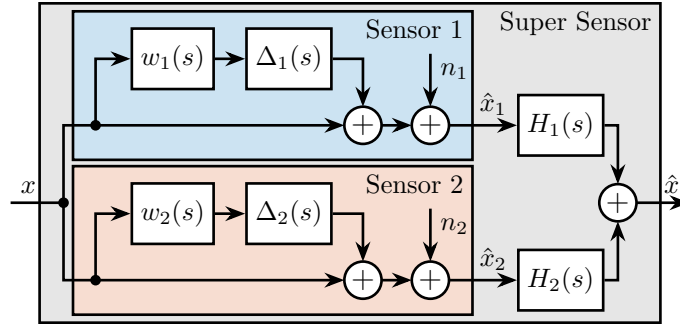 Super Sensor
Sensor 1
w₁(s)
Δ₁(s)
n₁
+
+
x̂₁
H₁(s)
x
Sensor 2
w₂(s)
Δ₂(s)
n₂
+
x̂
+
+
x̂₂
H₂(s)